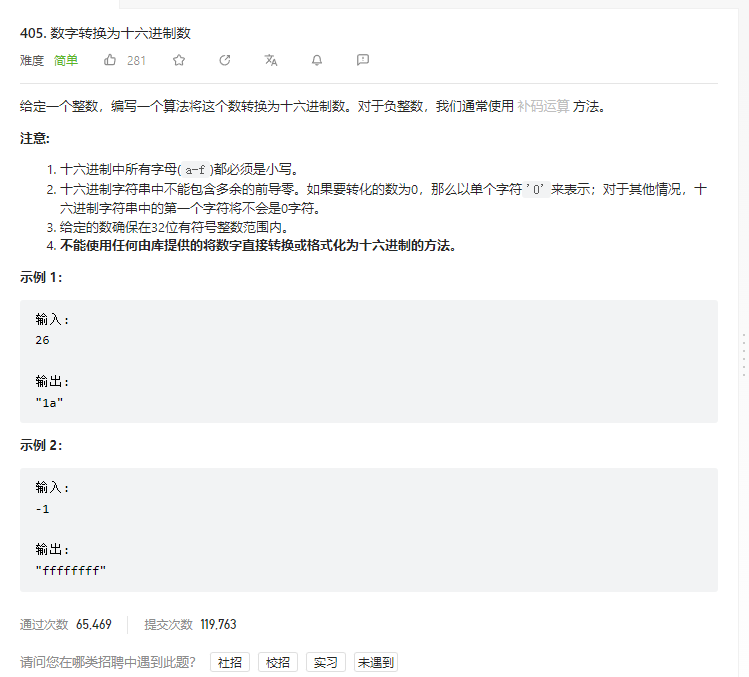 405. 数字转换为十六进制数
难度 简单 281
给定一个整数，编写一个算法将这个数转换为十六进制数。对于负整数，我们通常使用 补码运算 方法。
注意:
1. 十六进制中所有字母(a-f)都必须是小写。
2. 十六进制字符串中不能包含多余的前导零。如果要转化的数为0，那么以单个字符'0'来表示；对于其他情况，十
六进制字符串中的第一个字符将不会是0字符。
3. 给定的数确保在32位有符号整数范围内。
4. 不能使用任何由库提供的将数字直接转换或格式化为十六进制的方法。
示例 1：
输入:
26
输出:
"1a"
示例 2：
输入:
-1
输出:
"ffffffff"
通过次数 65,469 提交次数 119,763
请问您在哪类招聘中遇到此题？ 社招 校招 实习 未遇到